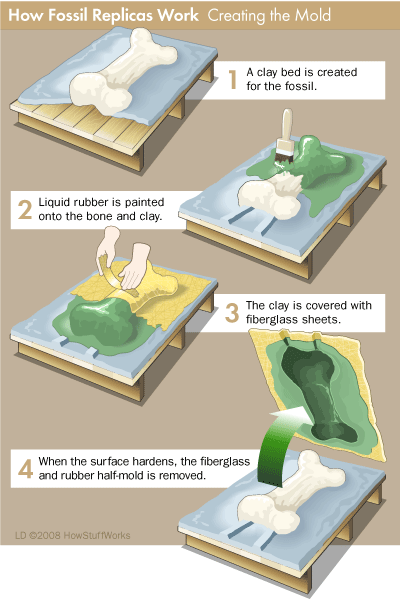 How Fossil Replicas Work Creating the Mold
1 A clay bed is created
for the fossil.
2 Liquid rubber is painted
onto the bone and clay.
3 The clay is covered with
fiberglass sheets.
4 When the surface hardens, the fiberglass
and rubber half-mold is removed.
LD ©2008 HowStuffWorks